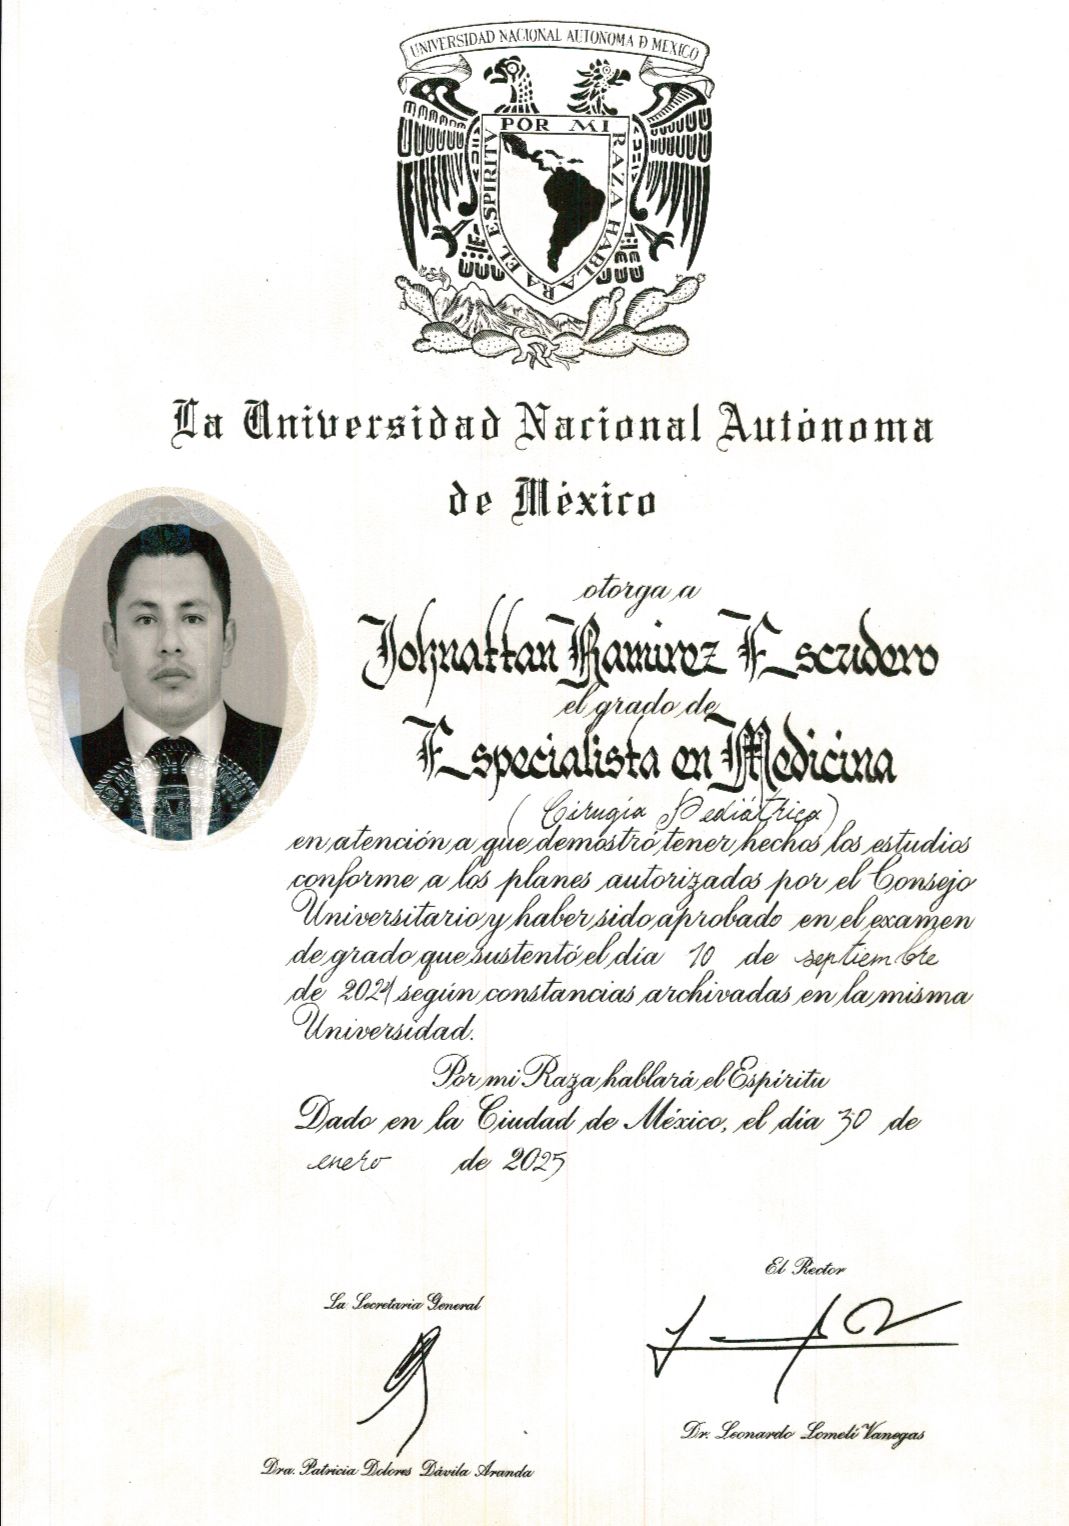 UNIVERSIDAD NACIONAL AUTONOMA D MEXICO
POR MI RAZA HABLARA EL ESPIRITU
La Universidad Nacional Autónoma
de México
otorga a
Johnattan Ramirez Escudero
el grado de
Especialista en Medicina
(Cirugía Pediátrica)
en atención a que demostró tener hechos los estudios
conforme a los planes autorizados por el Consejo
Universitario y haber sido aprobado en el examen
de grado que sustentó el día 10 de septiembre
de 2021 según constancias archivadas en la misma
Universidad.
Por mi Raza hablará el Espíritu
Dado en la Ciudad de México, el día 30 de
enero de 2025
El Rector
La Secretaria General
Dr. Leonardo Lomelí Vanegas
Dra. Patricia Dolores Dávila Aranda